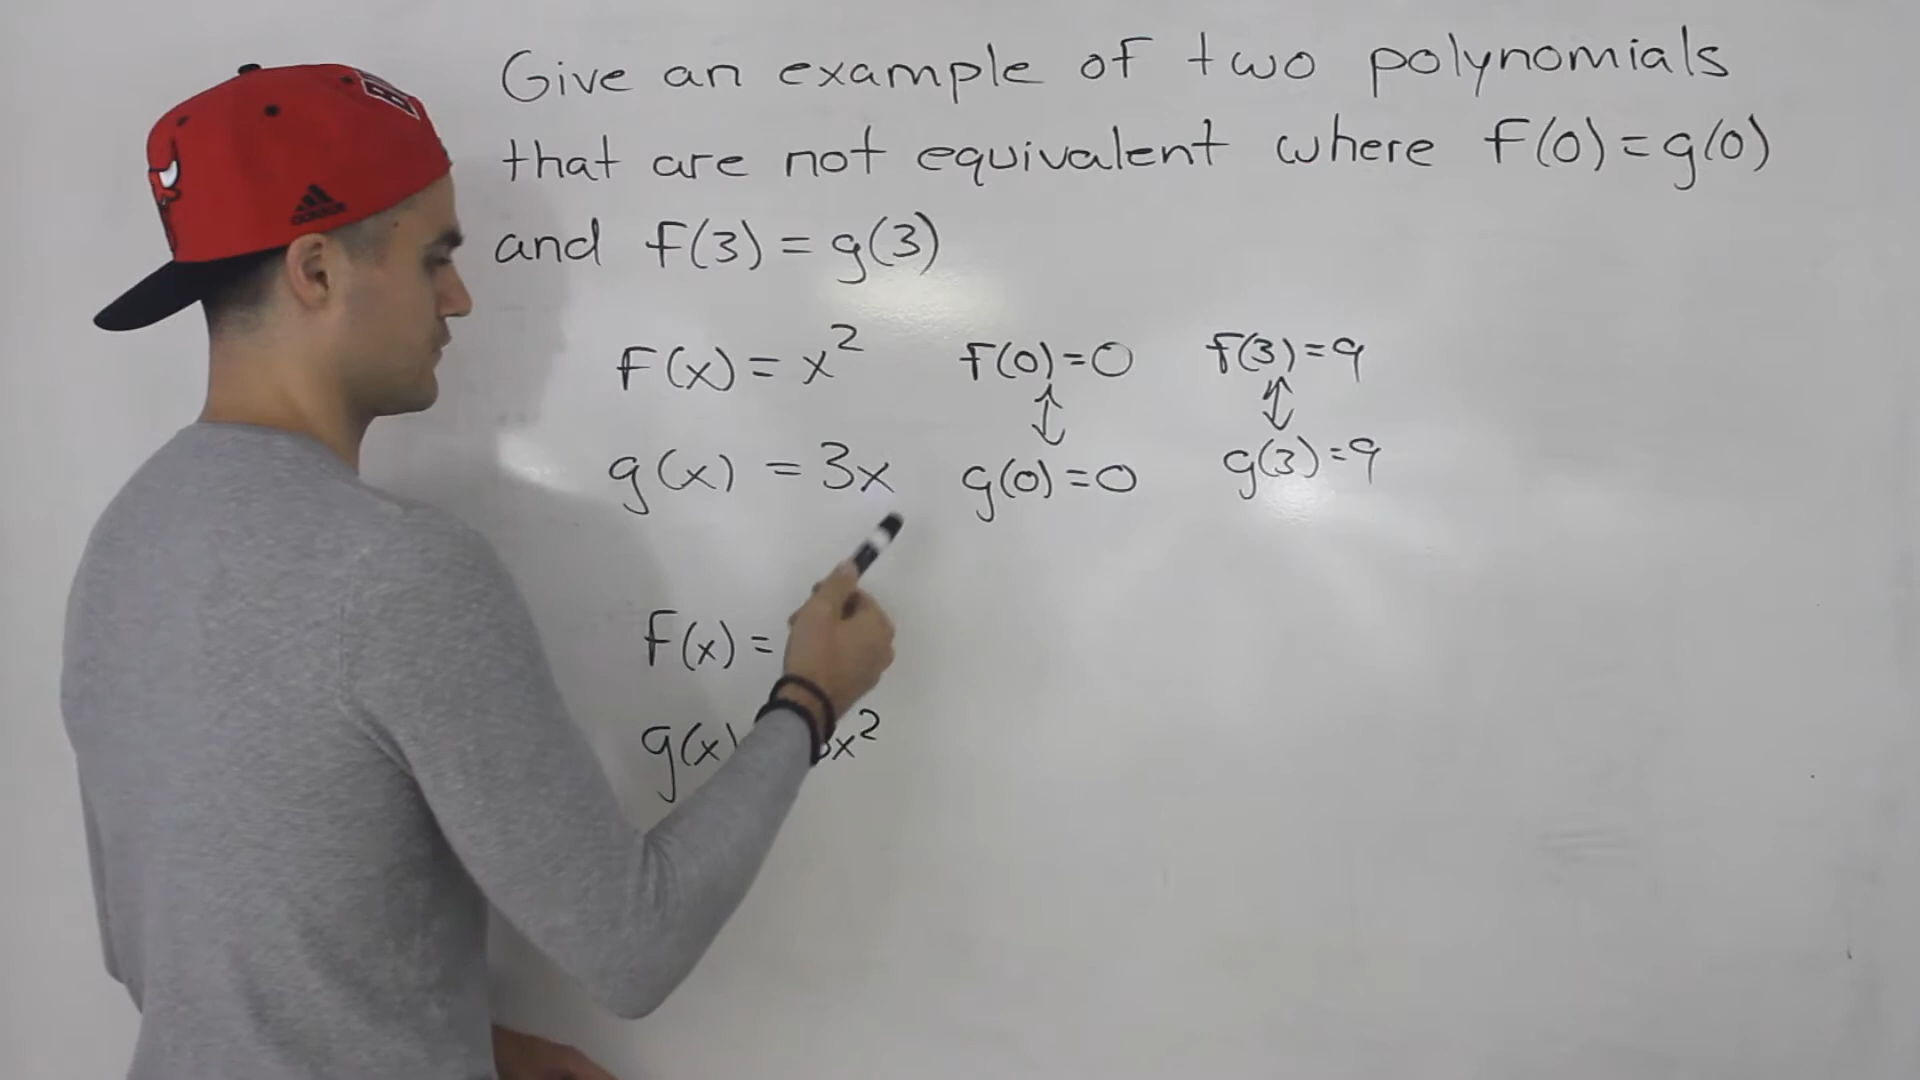 Give an example of two polynomials
that are not equivalent where f(0)=g(0)
and f(3)=g(3)
f(x)=x² f(0)=0 f(3)=9
↕ ↕
g(x)=3x g(0)=0 g(3)=9
f(x)=
g(x) x²